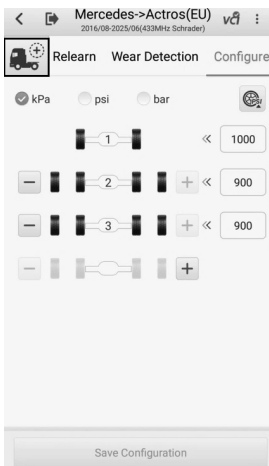 Mercedes->Actros(EU)
2016/08-2025/06(433MHz Schrader)
Relearn Wear Detection Configure
kPa psi bar
PSI
1 « 1000
− 2 + « 900
− 3 + « 900
− +
Save Configuration